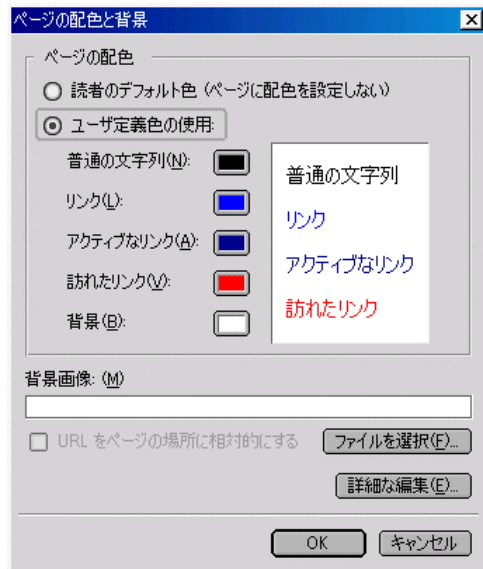 ページの配色と背景
ページの配色
読者のデフォルト色 (ページに配色を設定しない)
ユーザ定義色の使用:
普通の文字列(N):
リンク(L):
アクティブなリンク(A):
訪れたリンク(V):
背景(B):
普通の文字列
リンク
アクティブなリンク
訪れたリンク
背景画像: (M)
URL をページの場所に相対的にする
ファイルを選択(F)...
詳細な編集(E)...
OK
キャンセル